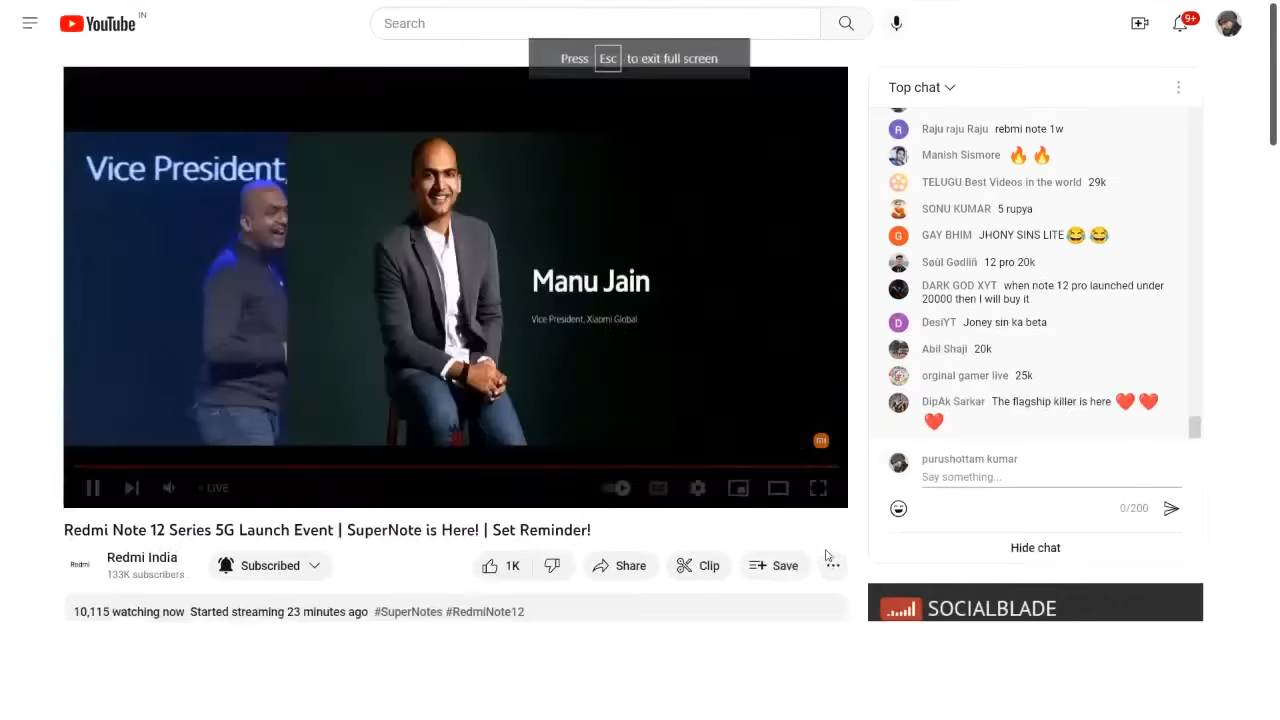 YouTube IN
Search
9+
Press Esc to exit full screen
Vice President,
Manu Jain
Vice President, Xiaomi Global
LIVE
Redmi Note 12 Series 5G Launch Event | SuperNote is Here! | Set Reminder!
Redmi
Redmi India
133K subscribers
Subscribed
1K
Share
Clip
Save
10,115 watching now Started streaming 23 minutes ago #SuperNotes #RedmiNote12
Top chat
R Raju raju Raju rebmi note 1w
Manish Sismore 🔥 🔥
TELUGU Best Videos in the world 29k
SONU KUMAR 5 rupya
G GAY BHIM JHONY SINS LITE😂 😂
Søùl Gødlíñ 12 pro 20k
DARK GOD XYT when note 12 pro launched under
20000 then I will buy it
D DesiYT Joney sin ka beta
Abil Shaji 20k
orginal gamer live 25k
DipAk Sarkar The flagship killer is here ❤️ ❤️
❤️
purushottam kumar
Say something...
0/200
Hide chat
SOCIALBLADE